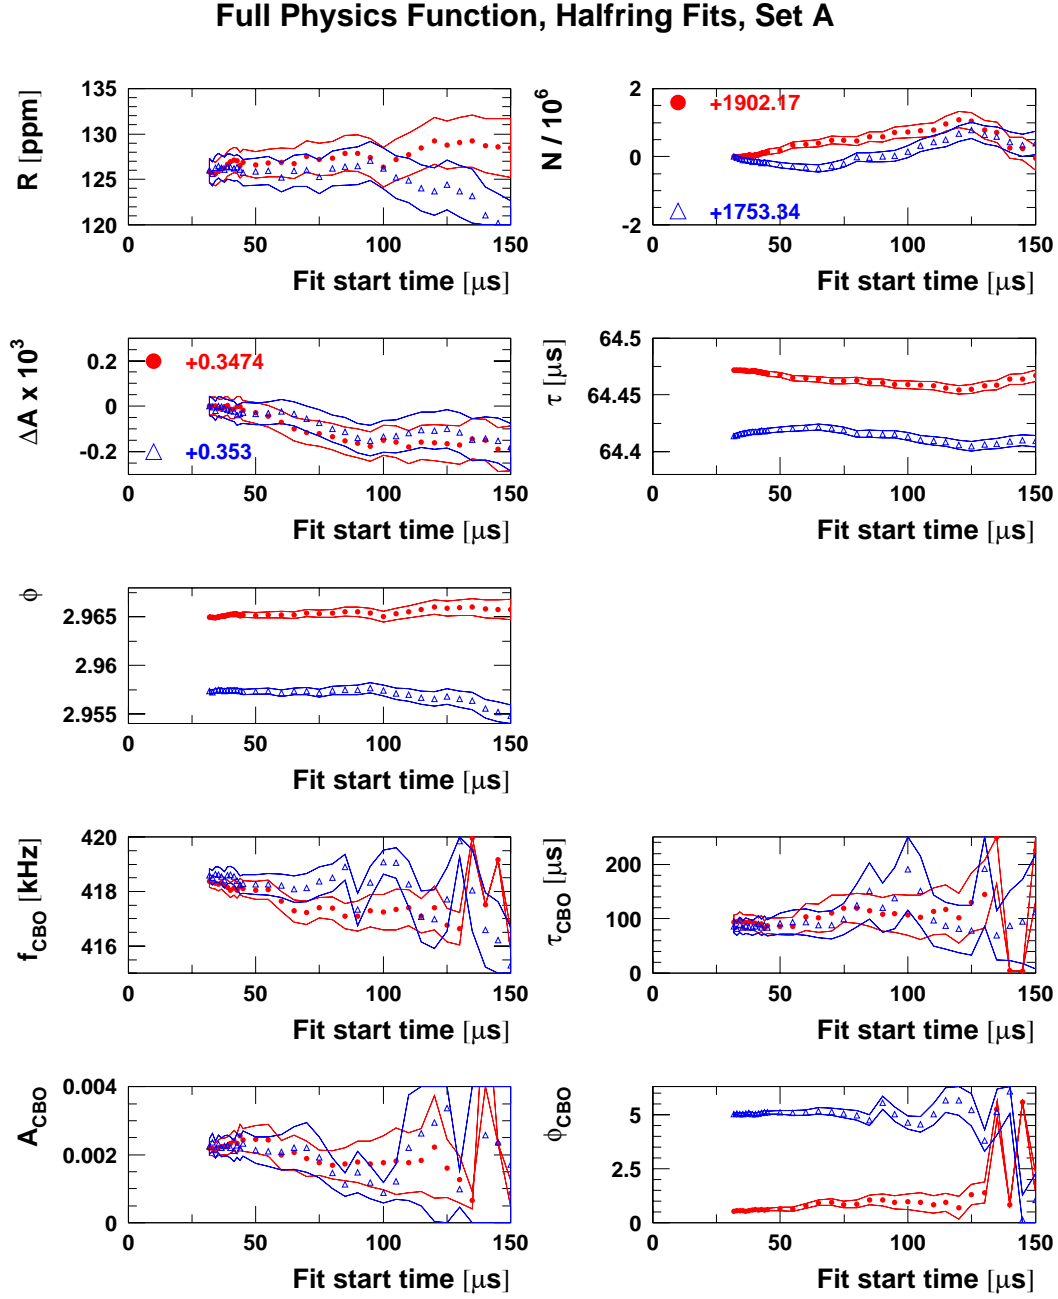 Full Physics Function, Halfring Fits, Set A
R [ppm]
135
130
125
120
0 50 100 150
Fit start time [μs]
N / 10⁶
2
0
-2
+1902.17
+1753.34
0 50 100 150
Fit start time [μs]
ΔA x 10³
0.2
0
-0.2
+0.3474
+0.353
0 50 100 150
Fit start time [μs]
τ [μs]
64.5
64.45
64.4
0 50 100 150
Fit start time [μs]
ϕ
2.965
2.96
2.955
0 50 100 150
Fit start time [μs]
f_CBO [kHz]
420
418
416
0 50 100 150
Fit start time [μs]
τ_CBO [μs]
200
100
0
0 50 100 150
Fit start time [μs]
A_CBO
0.004
0.002
0
0 50 100 150
Fit start time [μs]
ϕ_CBO
5
2.5
0
0 50 100 150
Fit start time [μs]